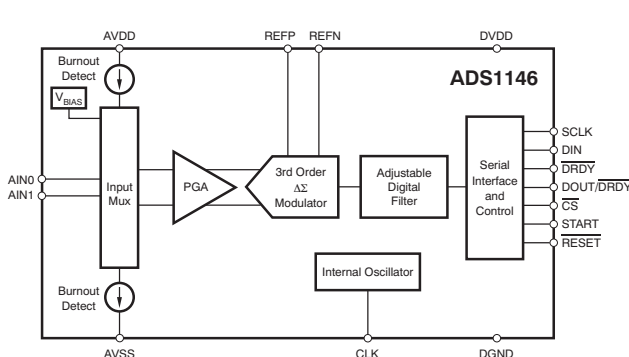 AVDD
REFP
REFN
DVDD
Burnout
Detect
ADS1146
VBIAS
SCLK
DIN
DRDY
DOUT/DRDY
CS
START
RESET
AIN0
AIN1
Input
Mux
PGA
3rd Order
ΔΣ
Modulator
Adjustable
Digital
Filter
Serial
Interface
and
Control
Internal Oscillator
Burnout
Detect
AVSS
CLK
DGND